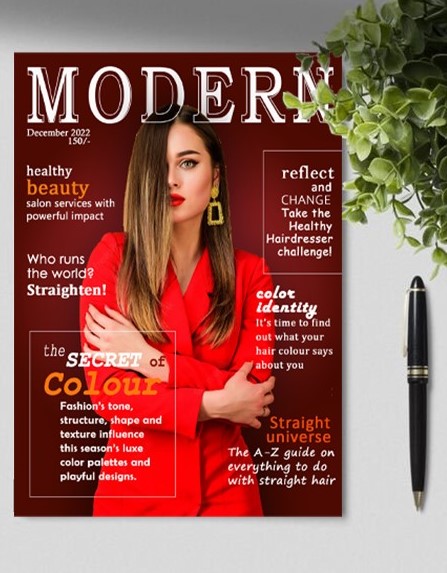 MODERN
December 2022
150/-
healthy
beauty
salon services with
powerful impact
reflect
and
CHANGE
Take the
Healthy
Hairdresser
challenge!
Who runs
the world?
Straighten!
color
identity
It's time to find
out what your
hair colour says
about you
the SECRET of
Colour
Fashion's tone,
structure, shape and
texture influence
this season's luxe
color palettes and
playful designs.
Straight
universe
The A-Z guide on
everything to do
with straight hair